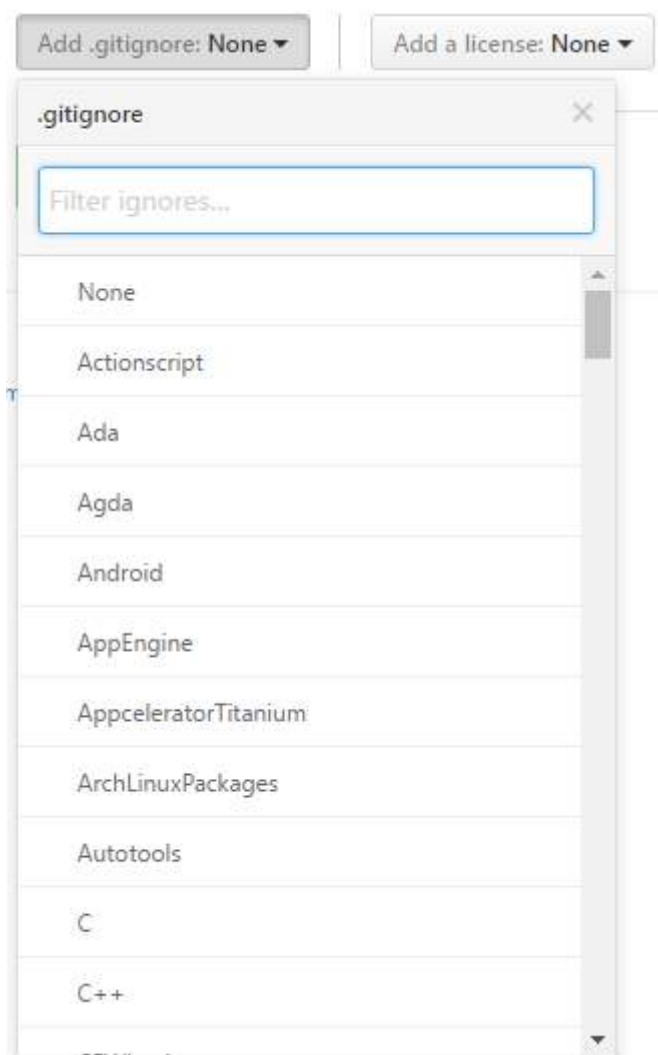 Add .gitignore: None Add a license: None
.gitignore
Filter ignores...
None
Actionscript
Ada
Agda
Android
AppEngine
AppceleratorTitanium
ArchLinuxPackages
Autotools
C
C++